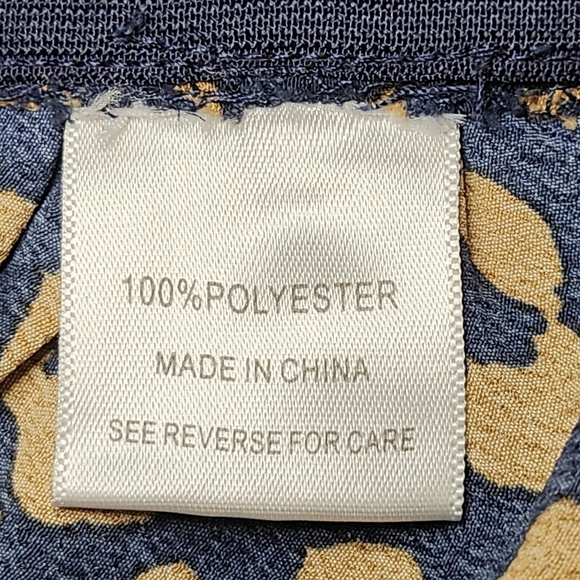 100%POLYESTER
MADE IN CHINA
SEE REVERSE FOR CARE